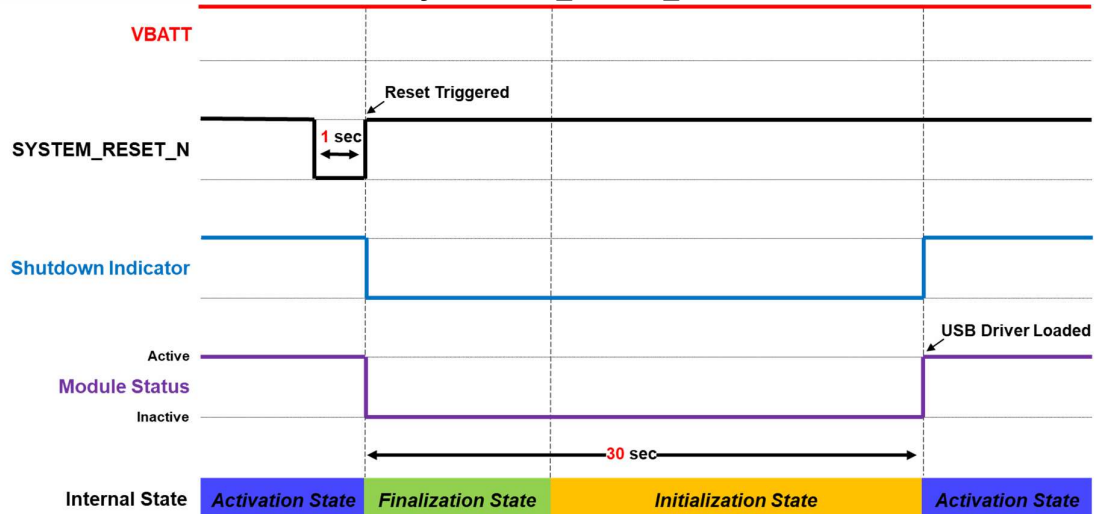 VBATT
Reset Triggered
1 sec
SYSTEM_RESET_N
Shutdown Indicator
USB Driver Loaded
Active
Module Status
Inactive
30 sec
Internal State Activation State Finalization State Initialization State Activation State